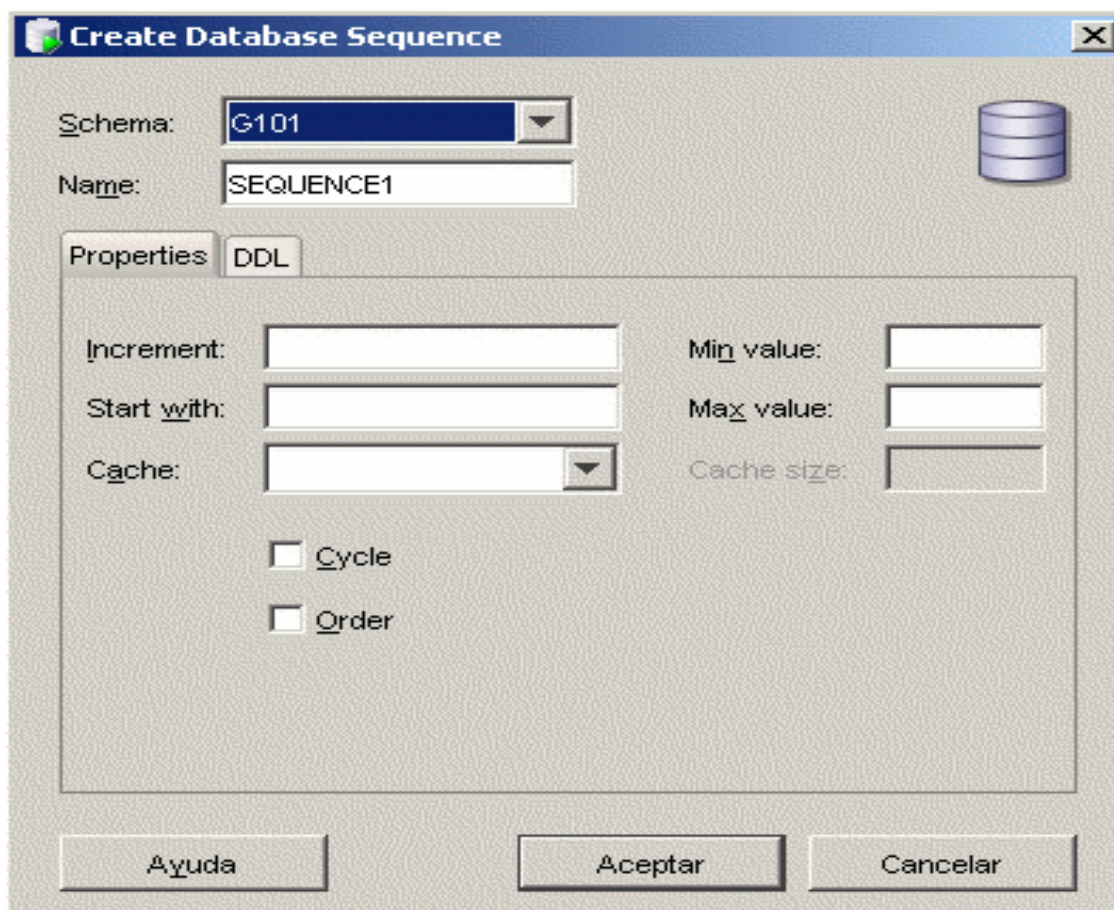 Create Database Sequence
Schema: G101
Name: SEQUENCE1
Properties DDL
Increment: Min value:
Start with: Max value:
Cache: Cache size:
Cycle
Order
Ayuda Aceptar Cancelar